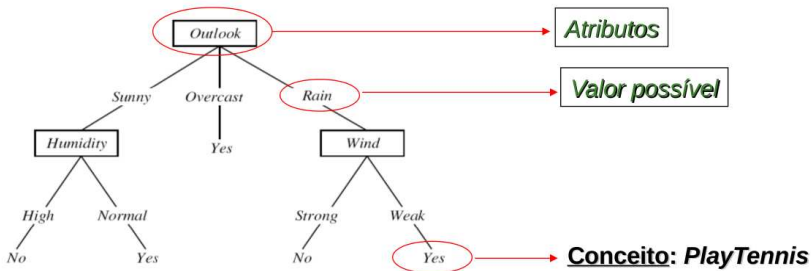 Outlook
Atributos
Sunny Overcast Rain
Valor possível
Humidity Yes Wind
High Normal Strong Weak
No Yes No Yes
Conceito: PlayTennis